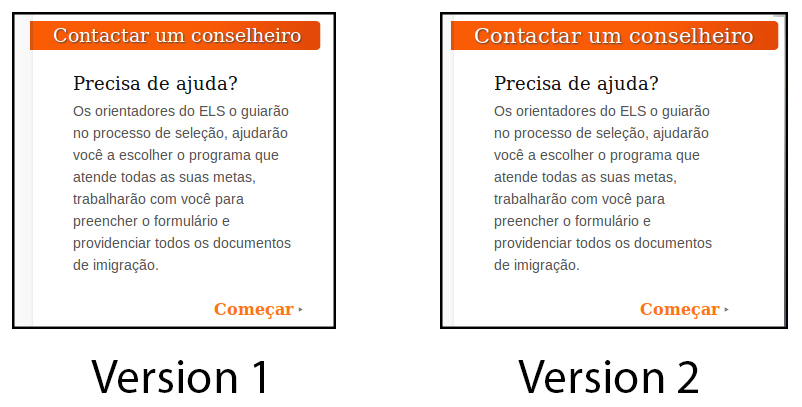 Contactar um conselheiro
Precisa de ajuda?
Os orientadores do ELS o guiarão
no processo de seleção, ajudarão
você a escolher o programa que
atende todas as suas metas,
trabalharão com você para
preencher o formulário e
providenciar todos os documentos
de imigração.
Começar
Version 1
Contactar um conselheiro
Precisa de ajuda?
Os orientadores do ELS o guiarão
no processo de seleção, ajudarão
você a escolher o programa que
atende todas as suas metas,
trabalharão com você para
preencher o formulário e
providenciar todos os documentos
de imigração.
Começar
Version 2